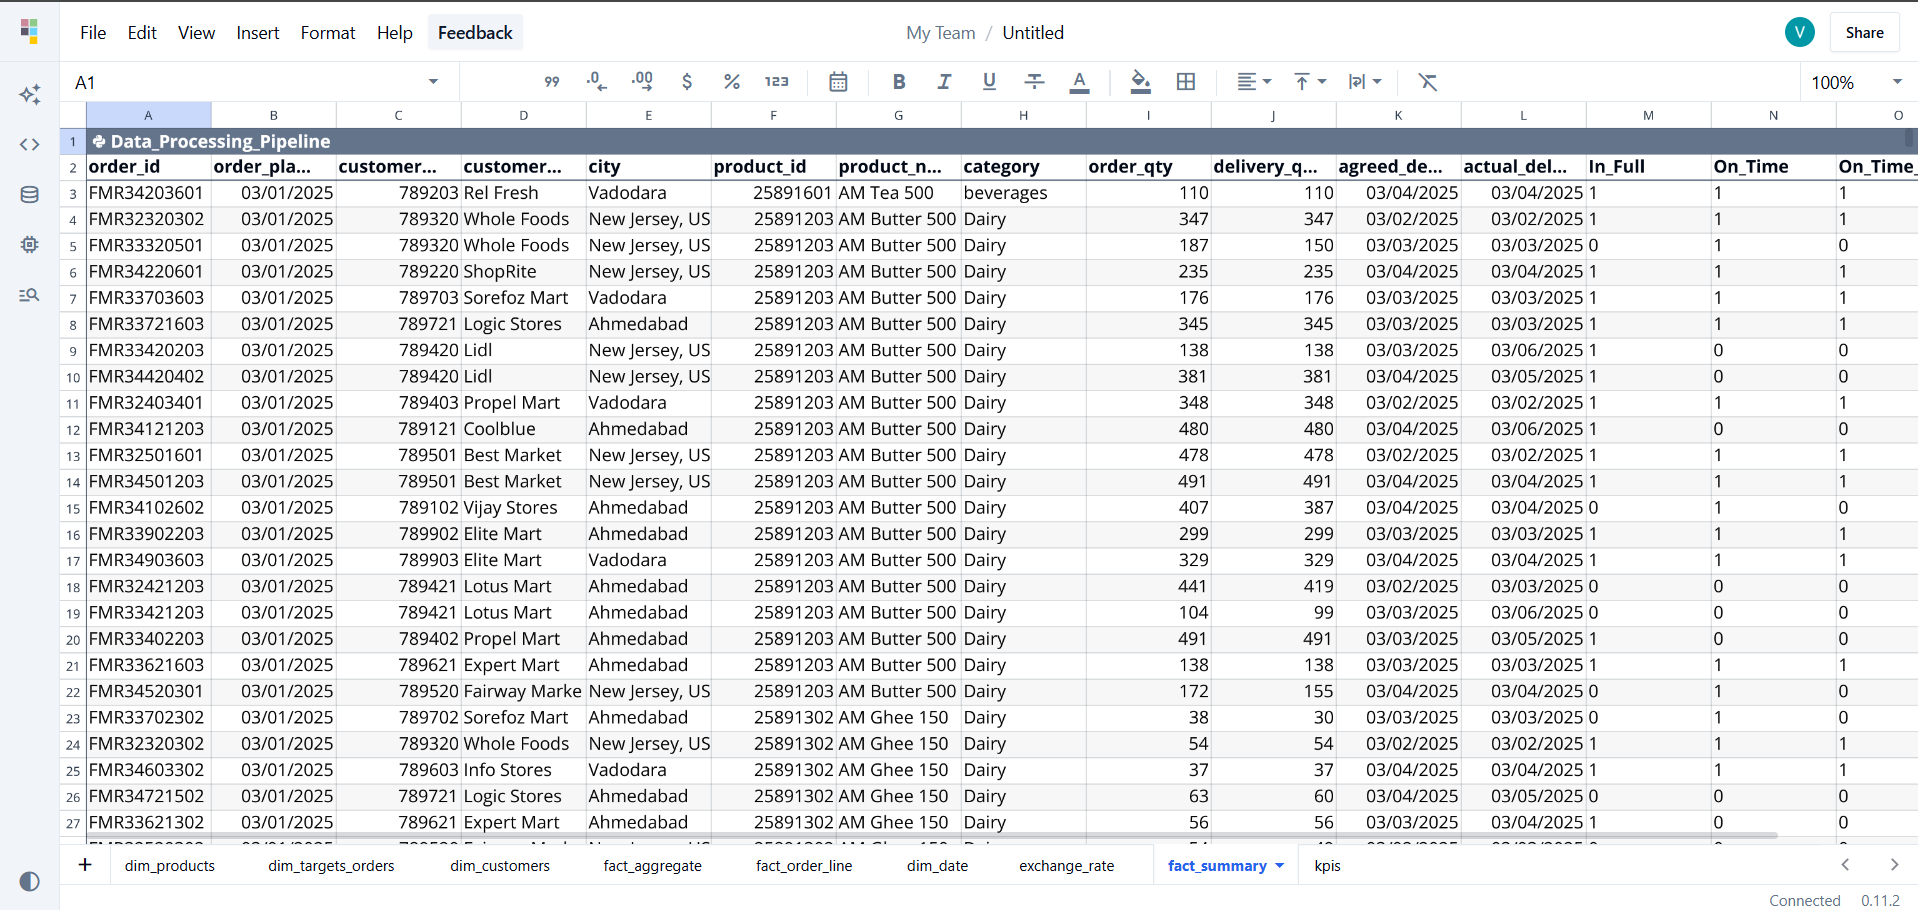 File Edit View Insert Format Help Feedback My Team / Untitled V Share
A1 99 .0 .00 $ % 123 B I U A 100%
A B C D E F G H I J K L M N O
1 Data_Processing_Pipeline
2 order_id order_pla... customer... customer... city product_id product_n... category order_qty delivery_q... agreed_de... actual_del... In_Full On_Time On_Time_
3 FMR34203601 03/01/2025 789203 Rel Fresh Vadodara 25891601 AM Tea 500 beverages 110 110 03/04/2025 03/04/2025 1 1 1
4 FMR32320302 03/01/2025 789320 Whole Foods New Jersey, US 25891203 AM Butter 500 Dairy 347 347 03/02/2025 03/02/2025 1 1 1
5 FMR33320501 03/01/2025 789320 Whole Foods New Jersey, US 25891203 AM Butter 500 Dairy 187 150 03/03/2025 03/03/2025 0 1 0
6 FMR34220601 03/01/2025 789220 ShopRite New Jersey, US 25891203 AM Butter 500 Dairy 235 235 03/04/2025 03/04/2025 1 1 1
7 FMR33703603 03/01/2025 789703 Sorefoz Mart Vadodara 25891203 AM Butter 500 Dairy 176 176 03/03/2025 03/03/2025 1 1 1
8 FMR33721603 03/01/2025 789721 Logic Stores Ahmedabad 25891203 AM Butter 500 Dairy 345 345 03/03/2025 03/03/2025 1 1 1
9 FMR33420203 03/01/2025 789420 Lidl New Jersey, US 25891203 AM Butter 500 Dairy 138 138 03/03/2025 03/06/2025 1 0 0
10 FMR34420402 03/01/2025 789420 Lidl New Jersey, US 25891203 AM Butter 500 Dairy 381 381 03/04/2025 03/05/2025 1 0 0
11 FMR32403401 03/01/2025 789403 Propel Mart Vadodara 25891203 AM Butter 500 Dairy 348 348 03/02/2025 03/02/2025 1 1 1
12 FMR34121203 03/01/2025 789121 Coolblue Ahmedabad 25891203 AM Butter 500 Dairy 480 480 03/04/2025 03/06/2025 1 0 0
13 FMR32501601 03/01/2025 789501 Best Market New Jersey, US 25891203 AM Butter 500 Dairy 478 478 03/02/2025 03/02/2025 1 1 1
14 FMR34501203 03/01/2025 789501 Best Market New Jersey, US 25891203 AM Butter 500 Dairy 491 491 03/04/2025 03/04/2025 1 1 1
15 FMR34102602 03/01/2025 789102 Vijay Stores Ahmedabad 25891203 AM Butter 500 Dairy 407 387 03/04/2025 03/04/2025 0 1 0
16 FMR33902203 03/01/2025 789902 Elite Mart Ahmedabad 25891203 AM Butter 500 Dairy 299 299 03/03/2025 03/03/2025 1 1 1
17 FMR34903603 03/01/2025 789903 Elite Mart Vadodara 25891203 AM Butter 500 Dairy 329 329 03/04/2025 03/04/2025 1 1 1
18 FMR32421203 03/01/2025 789421 Lotus Mart Ahmedabad 25891203 AM Butter 500 Dairy 441 419 03/02/2025 03/03/2025 0 0 0
19 FMR33421203 03/01/2025 789421 Lotus Mart Ahmedabad 25891203 AM Butter 500 Dairy 104 99 03/03/2025 03/06/2025 0 0 0
20 FMR33402203 03/01/2025 789402 Propel Mart Ahmedabad 25891203 AM Butter 500 Dairy 491 491 03/03/2025 03/05/2025 1 0 0
21 FMR33621603 03/01/2025 789621 Expert Mart Ahmedabad 25891203 AM Butter 500 Dairy 138 138 03/03/2025 03/03/2025 1 1 1
22 FMR34520301 03/01/2025 789520 Fairway Marke New Jersey, US 25891203 AM Butter 500 Dairy 172 155 03/04/2025 03/04/2025 0 1 0
23 FMR33702302 03/01/2025 789702 Sorefoz Mart Ahmedabad 25891302 AM Ghee 150 Dairy 38 30 03/03/2025 03/03/2025 0 1 0
24 FMR32320302 03/01/2025 789320 Whole Foods New Jersey, US 25891302 AM Ghee 150 Dairy 54 54 03/02/2025 03/02/2025 1 1 1
25 FMR34603302 03/01/2025 789603 Info Stores Vadodara 25891302 AM Ghee 150 Dairy 37 37 03/04/2025 03/04/2025 1 1 1
26 FMR34721502 03/01/2025 789721 Logic Stores Ahmedabad 25891302 AM Ghee 150 Dairy 63 60 03/04/2025 03/05/2025 0 0 0
27 FMR33621302 03/01/2025 789621 Expert Mart Ahmedabad 25891302 AM Ghee 150 Dairy 56 56 03/03/2025 03/04/2025 1 0 0
+ dim_products dim_targets_orders dim_customers fact_aggregate fact_order_line dim_date exchange_rate fact_summary kpis
Connected 0.11.2